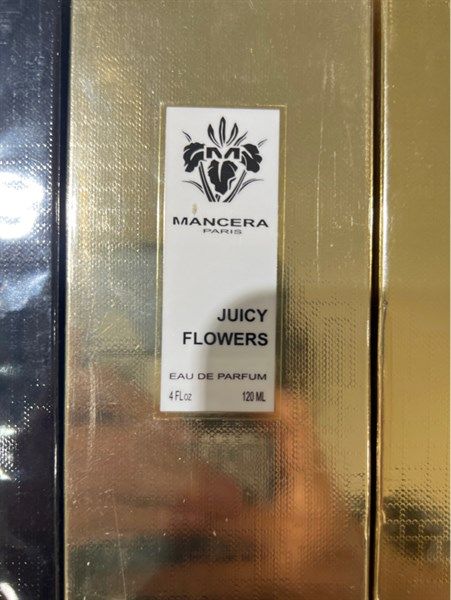 M
MANCERA
PARIS
JUICY
FLOWERS
EAU DE PARFUM
4 FLoz 120 ML